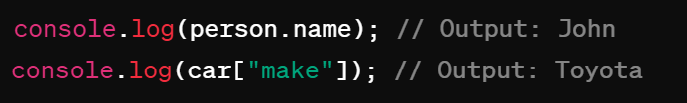 console.log(person.name); // Output: John
console.log(car["make"]); // Output: Toyota